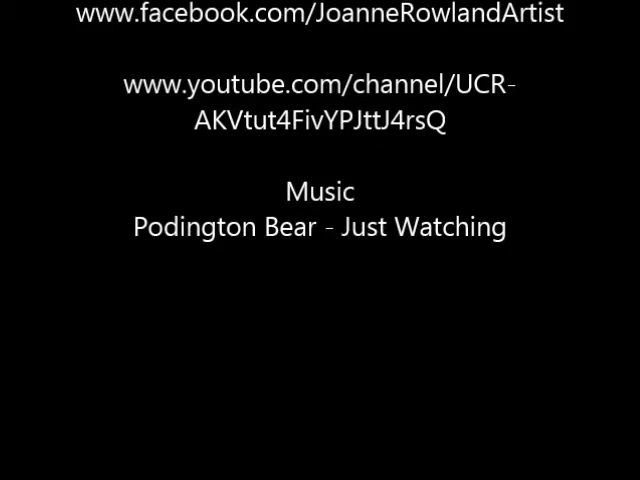 www.facebook.com/JoanneRowlandArtist
www.youtube.com/channel/UCR-
AKVtut4FivYPJttJ4rsQ
Music
Podington Bear - Just Watching